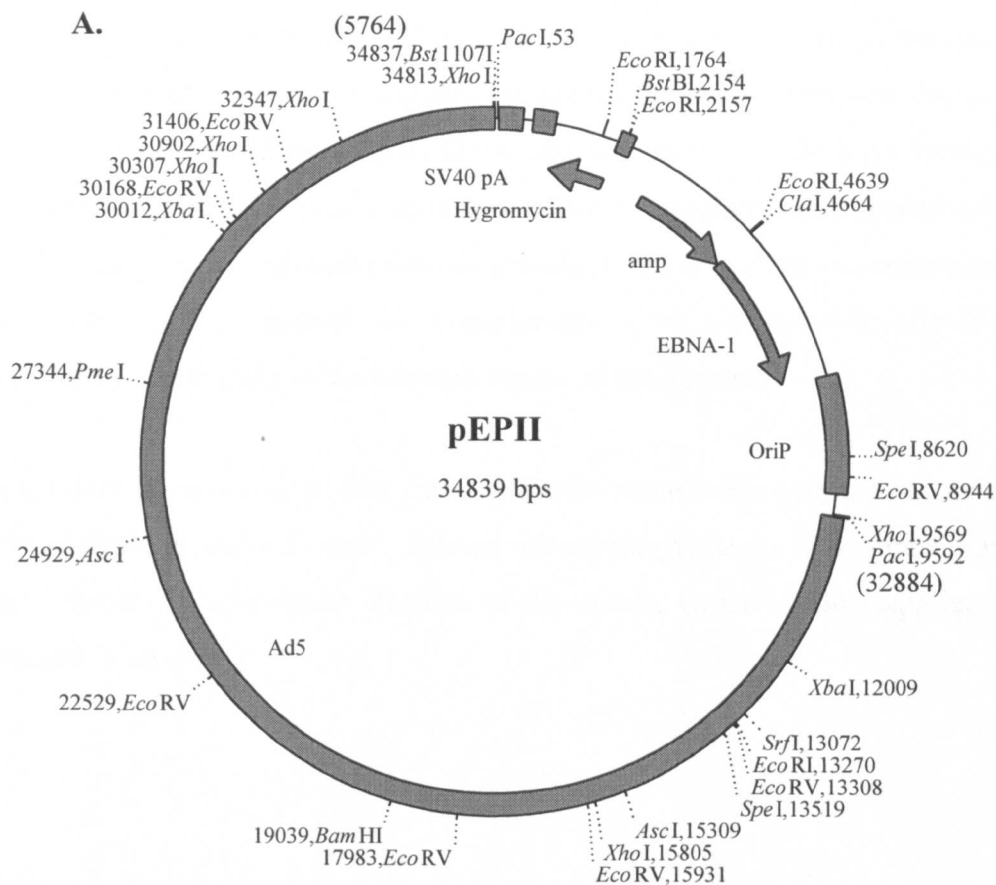 A.
(5764)
34837,Bst1107I
34813,XhoI
PacI,53
EcoRI,1764
BstBI,2154
EcoRI,2157
32347,XhoI
31406,EcoRV
30902,XhoI
30307,XhoI
30168,EcoRV
30012,XbaI
SV40 pA
Hygromycin
EcoRI,4639
ClaI,4664
amp
EBNA-1
27344,PmeI
pEPII
34839 bps
OriP
SpeI,8620
EcoRV,8944
XhoI,9569
PacI,9592
(32884)
24929,AscI
Ad5
22529,EcoRV
XbaI,12009
SrfI,13072
EcoRI,13270
EcoRV,13308
SpeI,13519
19039,BamHI
17983,EcoRV
AscI,15309
XhoI,15805
EcoRV,15931